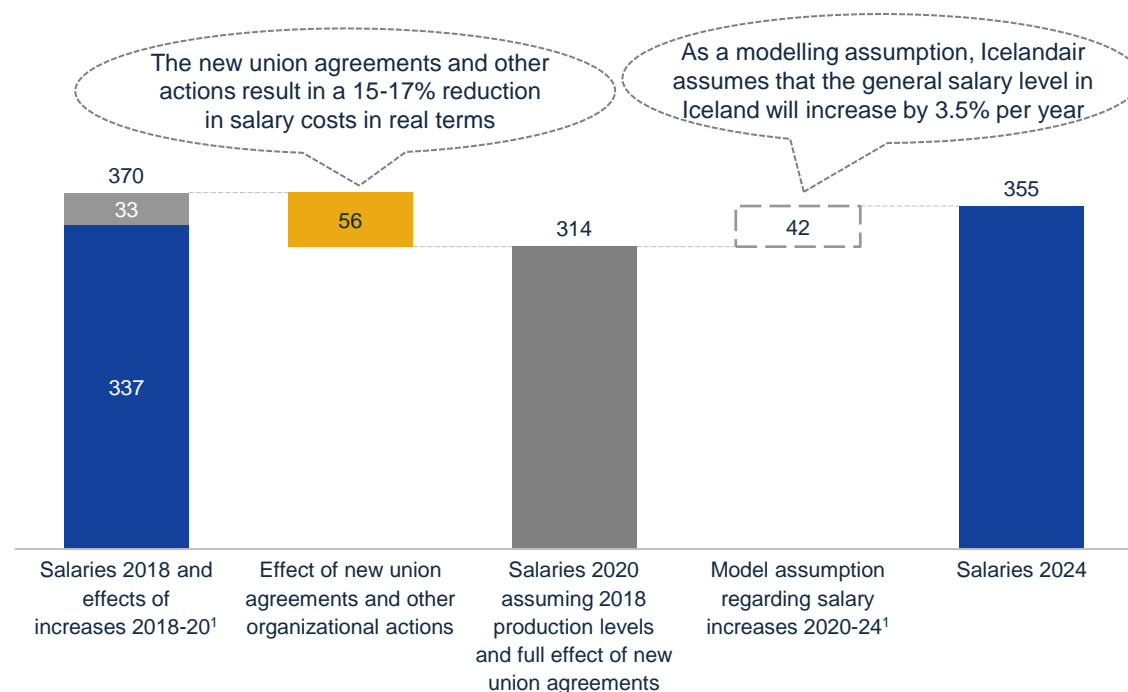 The new union agreements and other
actions result in a 15-17% reduction
in salary costs in real terms
As a modelling assumption, Icelandair
assumes that the general salary level in
Iceland will increase by 3.5% per year
370
33
337
56
314
42
355
Salaries 2018 and
effects of
increases 2018-20¹
Effect of new union
agreements and other
organizational actions
Salaries 2020
assuming 2018
production levels
and full effect of new
union agreements
Model assumption
regarding salary
increases 2020-24¹
Salaries 2024